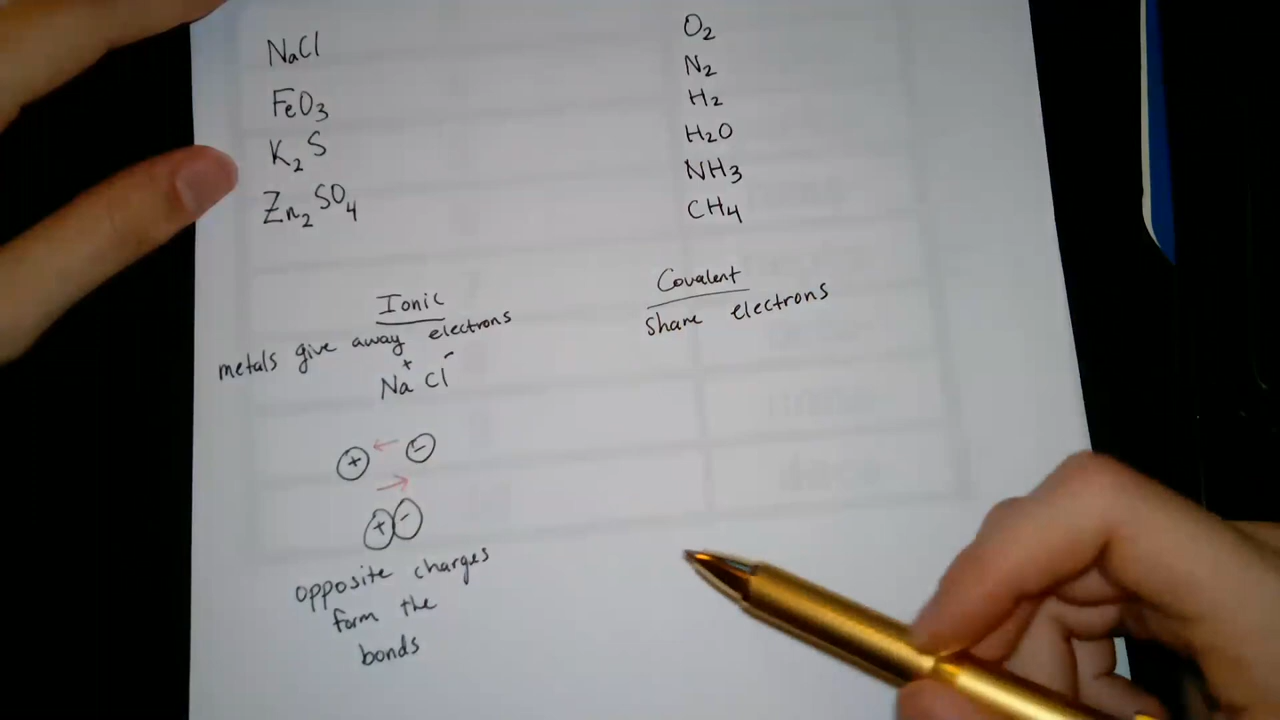 NaCl
FeO₃
K₂S
Zn₂SO₄
O₂
N₂
H₂
H₂O
NH₃
CH₄
Ionic
metals give away electrons
Na⁺ Cl⁻
+ ← −
→
+ −
opposite charges
form the
bonds
Covalent
share electrons